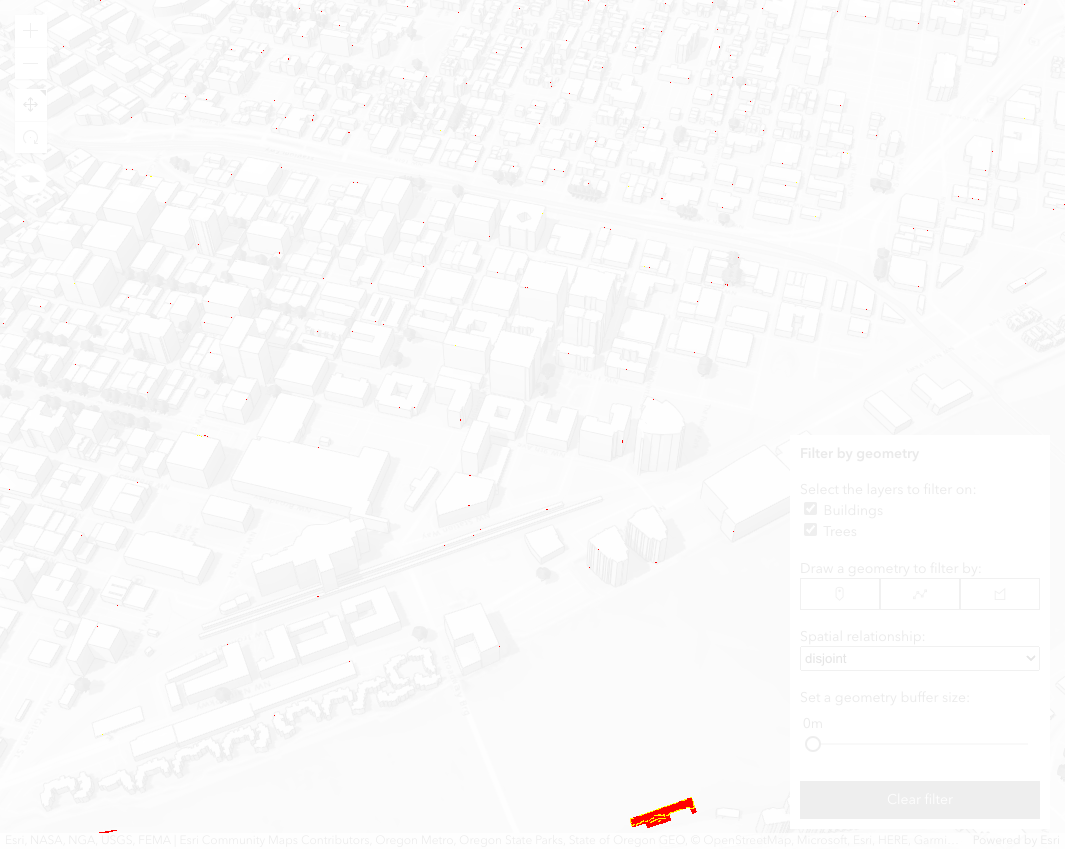 Filter by geometry
Select the layers to filter on:
Buildings
Trees
Draw a geometry to filter by:
Spatial relationship:
disjoint
Set a geometry buffer size:
0m
Clear filter
Esri, NASA, NGA, USGS, FEMA | Esri Community Maps Contributors, Oregon Metro, Oregon State Parks, State of Oregon GEO, © OpenStreetMap, Microsoft, Esri, HERE, Garmi... Powered by Esri